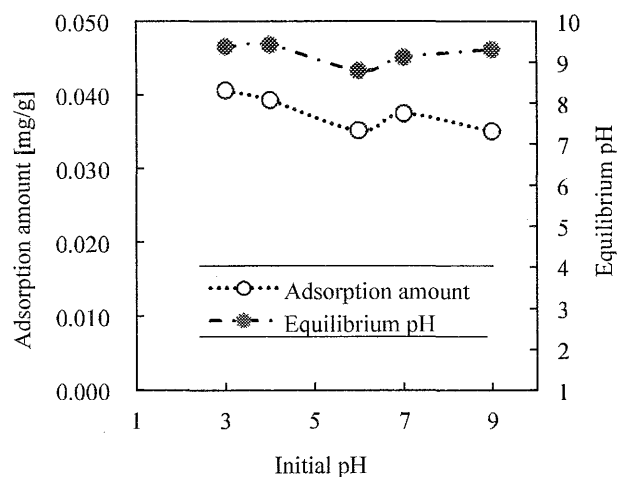 0.050
0.040
0.030
0.020
0.010
0.000
Adsorption amount [mg/g]
10
9
8
7
6
5
4
3
2
1
Equilibrium pH
Adsorption amount
Equilibrium pH
1 3 5 7 9
Initial pH